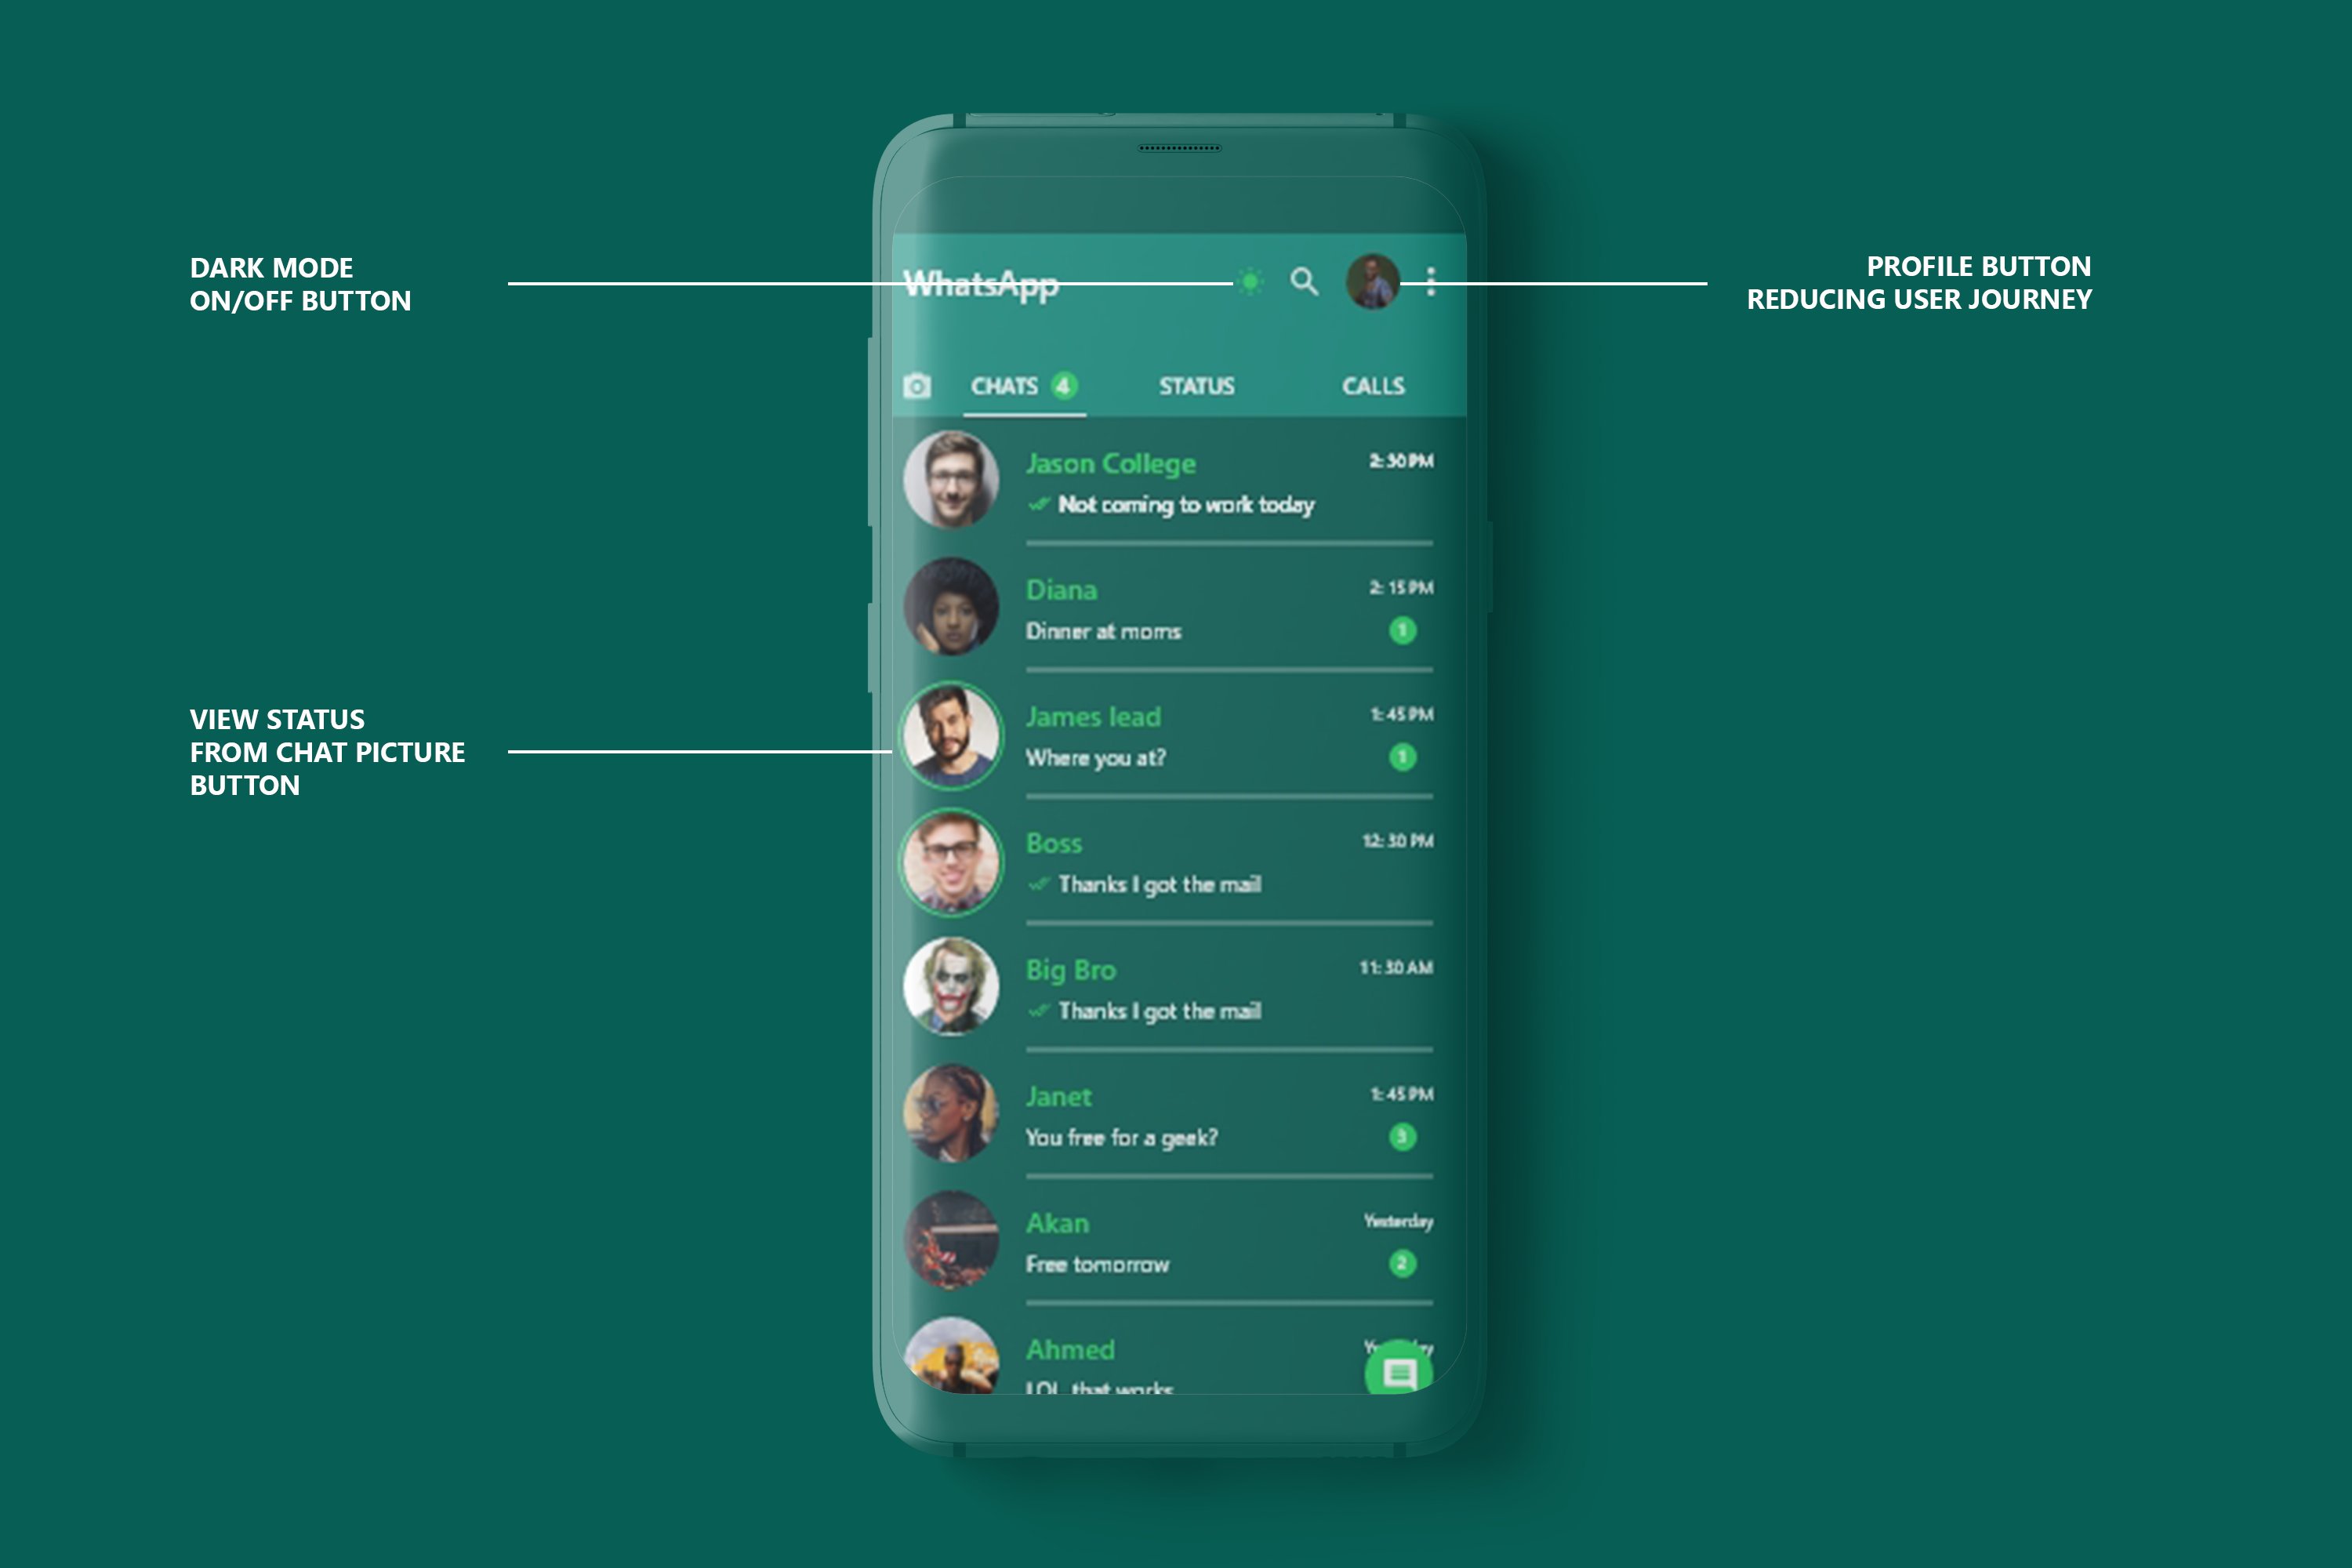 DARK MODE
ON/OFF BUTTON
PROFILE BUTTON
REDUCING USER JOURNEY
VIEW STATUS
FROM CHAT PICTURE
BUTTON
WhatsApp
CHATS 4 STATUS CALLS
Jason College 2:30 PM
Not coming to work today
Diana 2:15 PM
Dinner at moms 1
James lead 1:45 PM
Where you at? 1
Boss 12:30 PM
Thanks I got the mail
Big Bro 11:30 AM
Thanks I got the mail
Janet 1:45 PM
You free for a geek? 3
Akan Yesterday
Free tomorrow 2
Ahmed
LOL that works